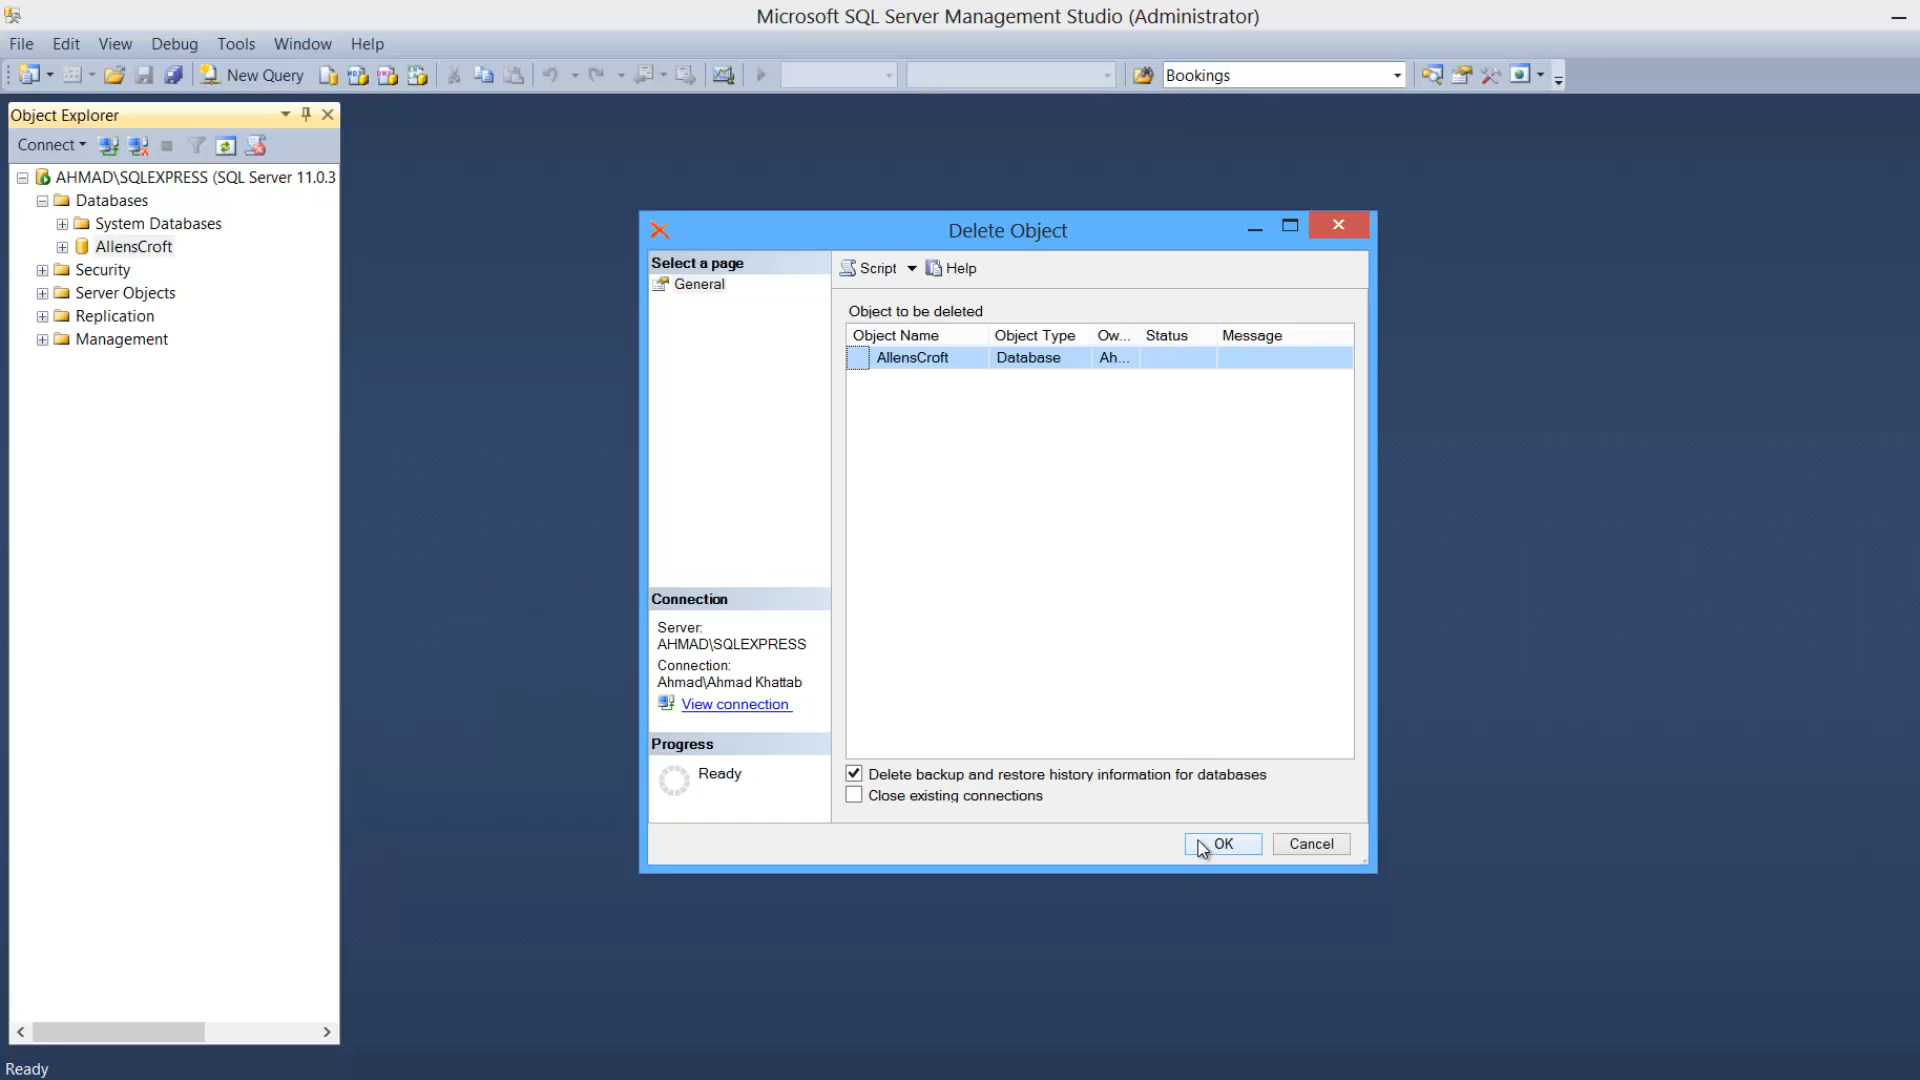 Microsoft SQL Server Management Studio (Administrator)
File Edit View Debug Tools Window Help
New Query
Bookings
Object Explorer
Connect
AHMAD\SQLEXPRESS (SQL Server 11.0.3
Databases
System Databases
AllensCroft
Security
Server Objects
Replication
Management
Delete Object
Select a page
General
Script Help
Object to be deleted
Object Name Object Type Ow... Status Message
AllensCroft Database Ah...
Connection
Server:
AHMAD\SQLEXPRESS
Connection:
Ahmad\Ahmad Khattab
View connection
Progress
Ready
Delete backup and restore history information for databases
Close existing connections
OK Cancel
Ready